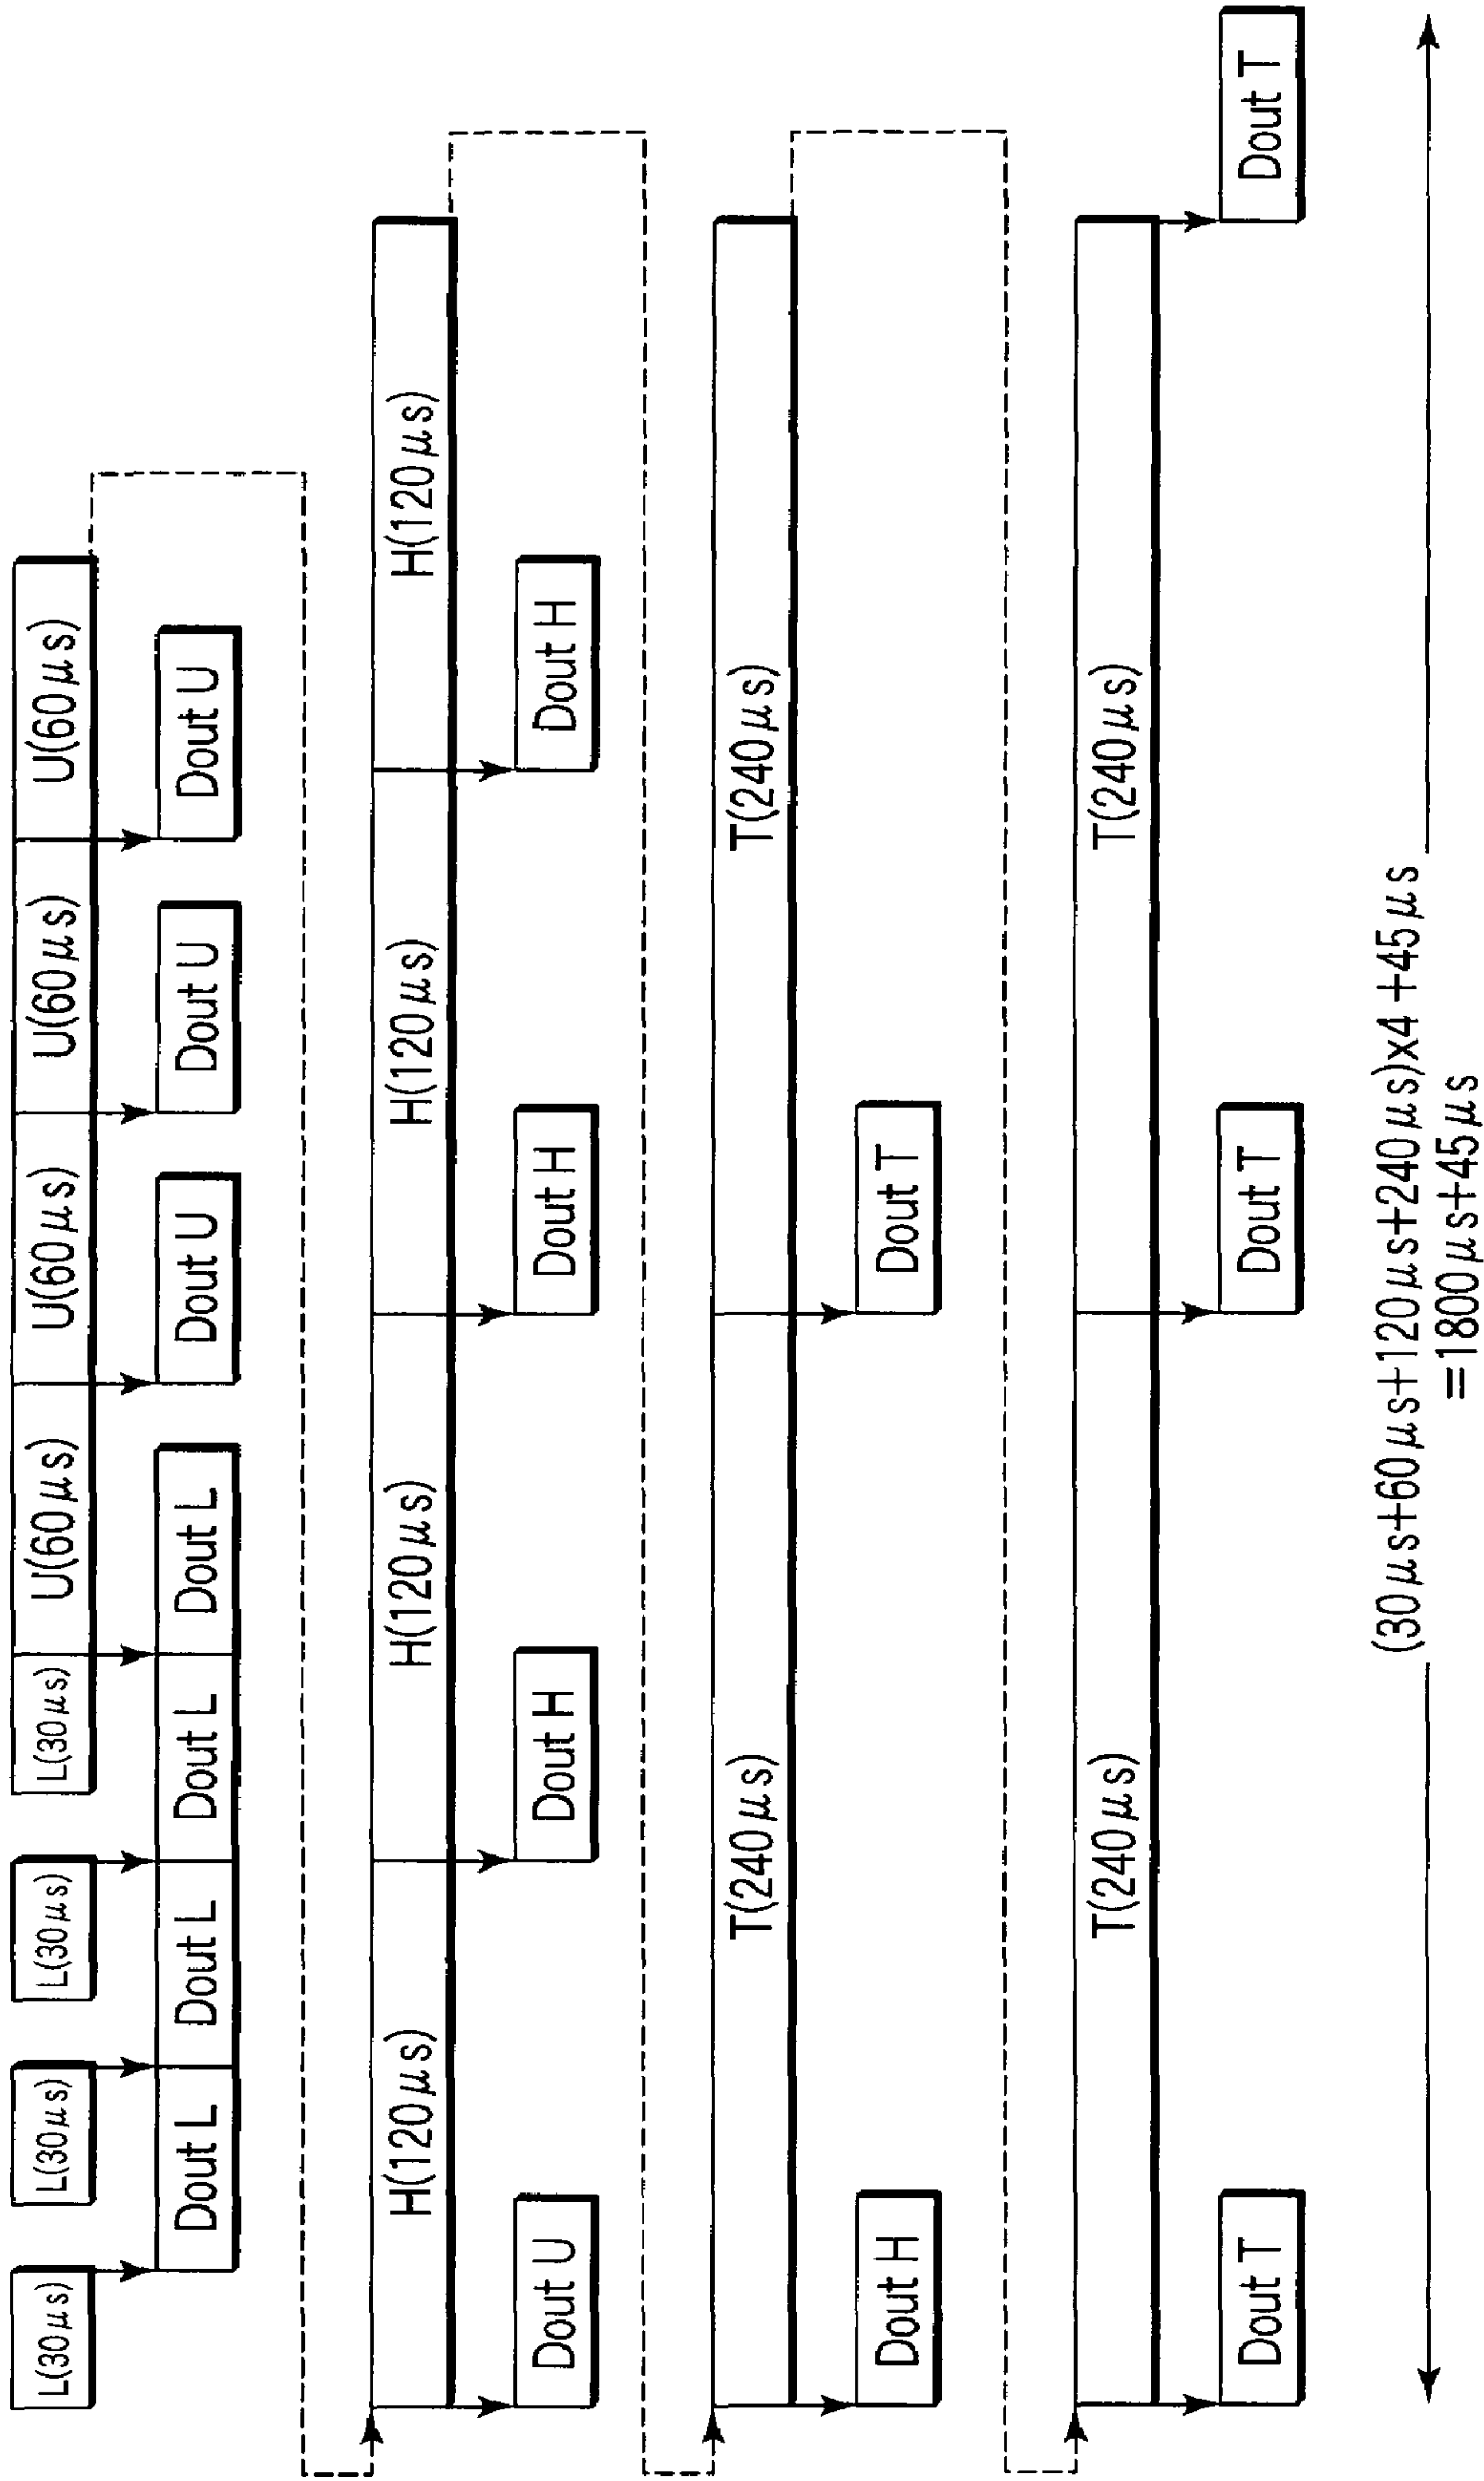 L(30μs) L(30μs) L(30μs) L(30μs) U(60μs) U(60μs) U(60μs) U(60μs)
Dout L Dout L Dout L Dout L Dout U Dout U Dout U
H(120μs) H(120μs) H(120μs) H(120μs)
Dout U Dout H Dout H Dout H
T(240μs) T(240μs)
Dout H Dout T
T(240μs) T(240μs)
Dout T Dout T Dout T
(30μs+60μs+120μs+240μs)x4+45μs
=1800μs+45μs